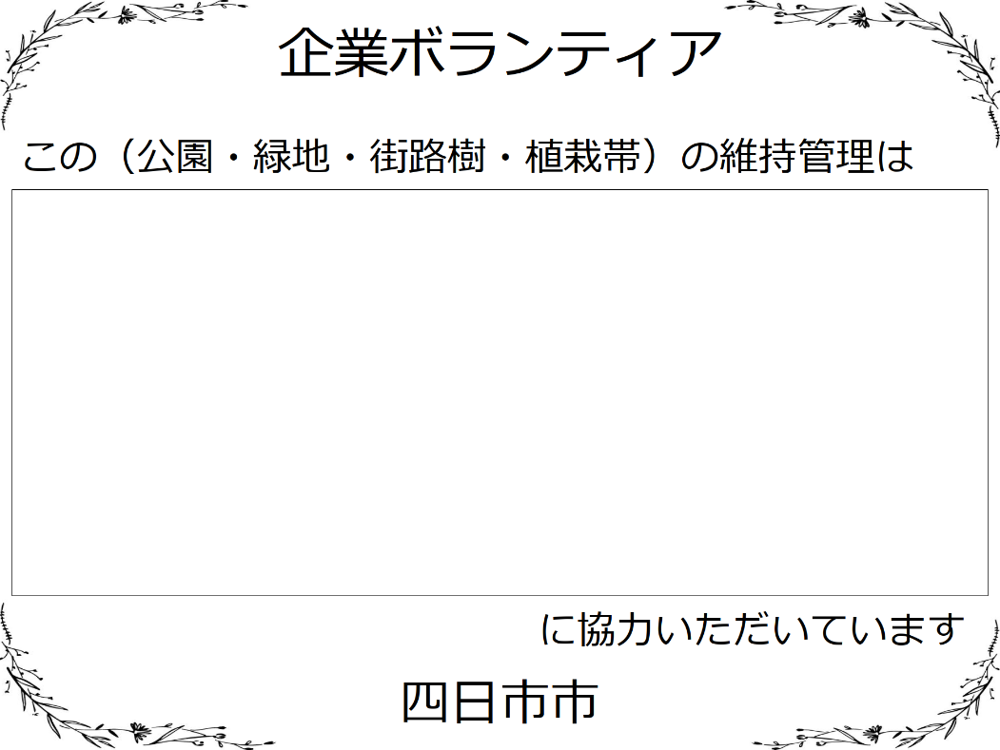 企業ボランティア
この（公園・緑地・街路樹・植栽帯）の維持管理は
に協力いただいています
四日市市